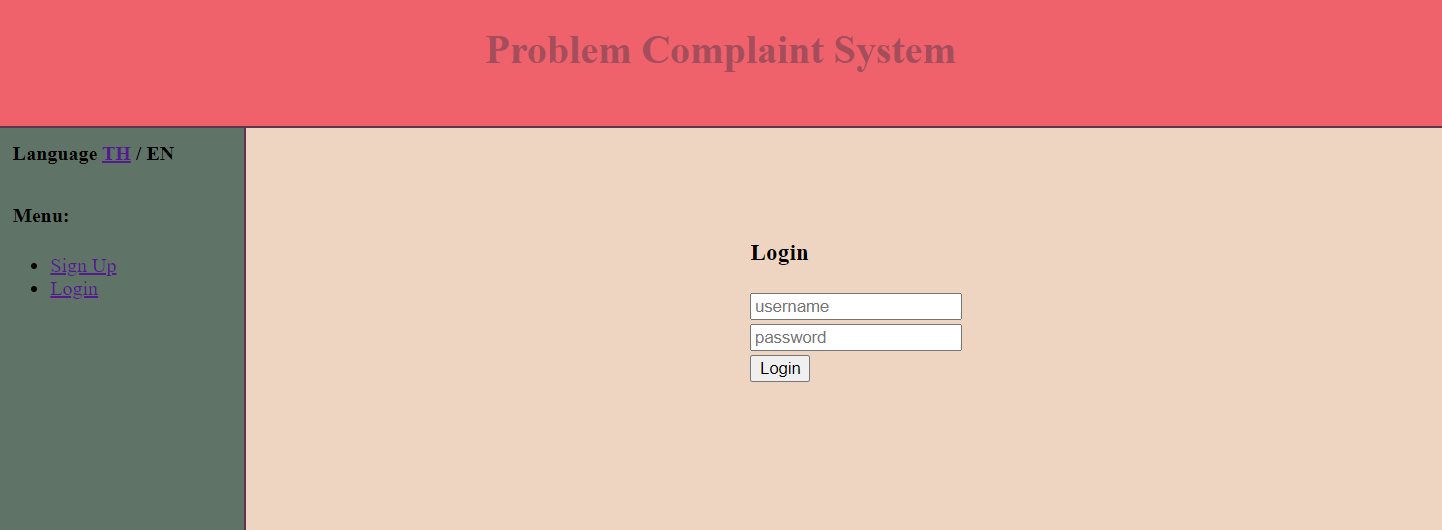 Problem Complaint System
Language TH / EN
Menu:
Sign Up
Login
Login
username
password
Login